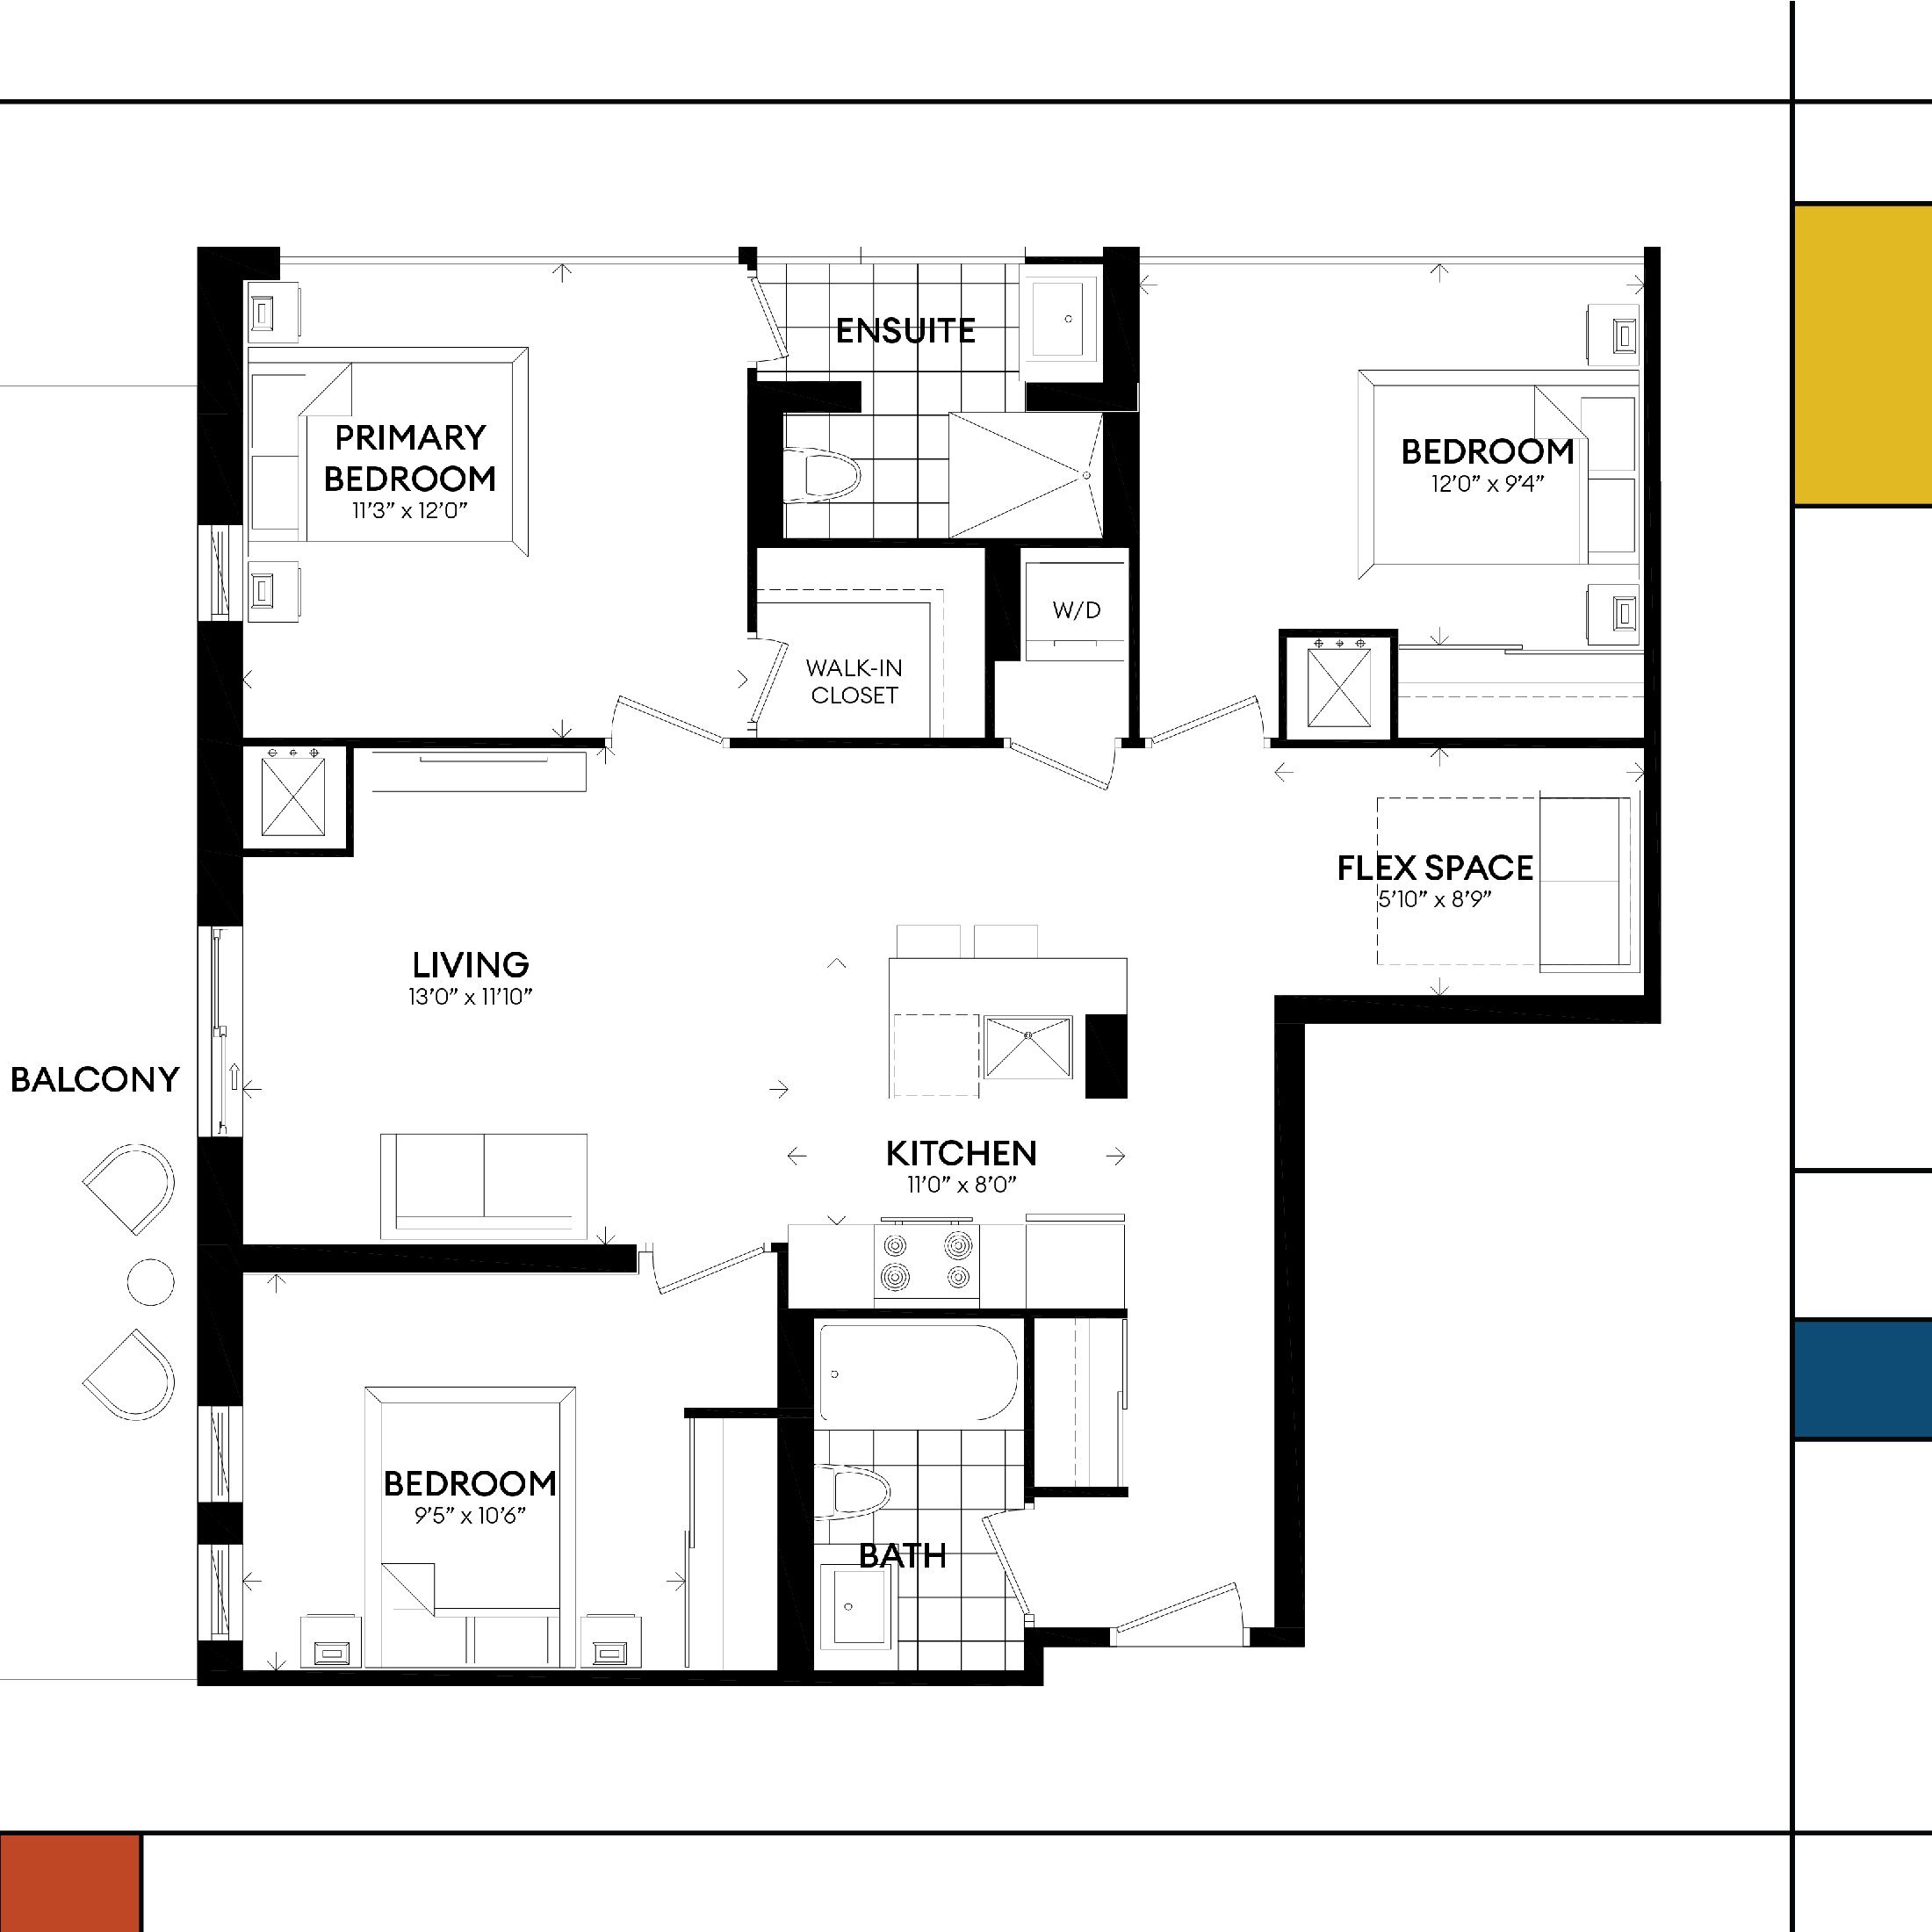 ENSUITE
PRIMARY
BEDROOM
11’3” x 12’0”
BEDROOM
12’0” x 9’4”
W/D
WALK-IN
CLOSET
FLEX SPACE
5’10” x 8’9”
LIVING
13’0” x 11’10”
BALCONY
KITCHEN
11’0” x 8’0”
BEDROOM
9’5” x 10’6”
BATH